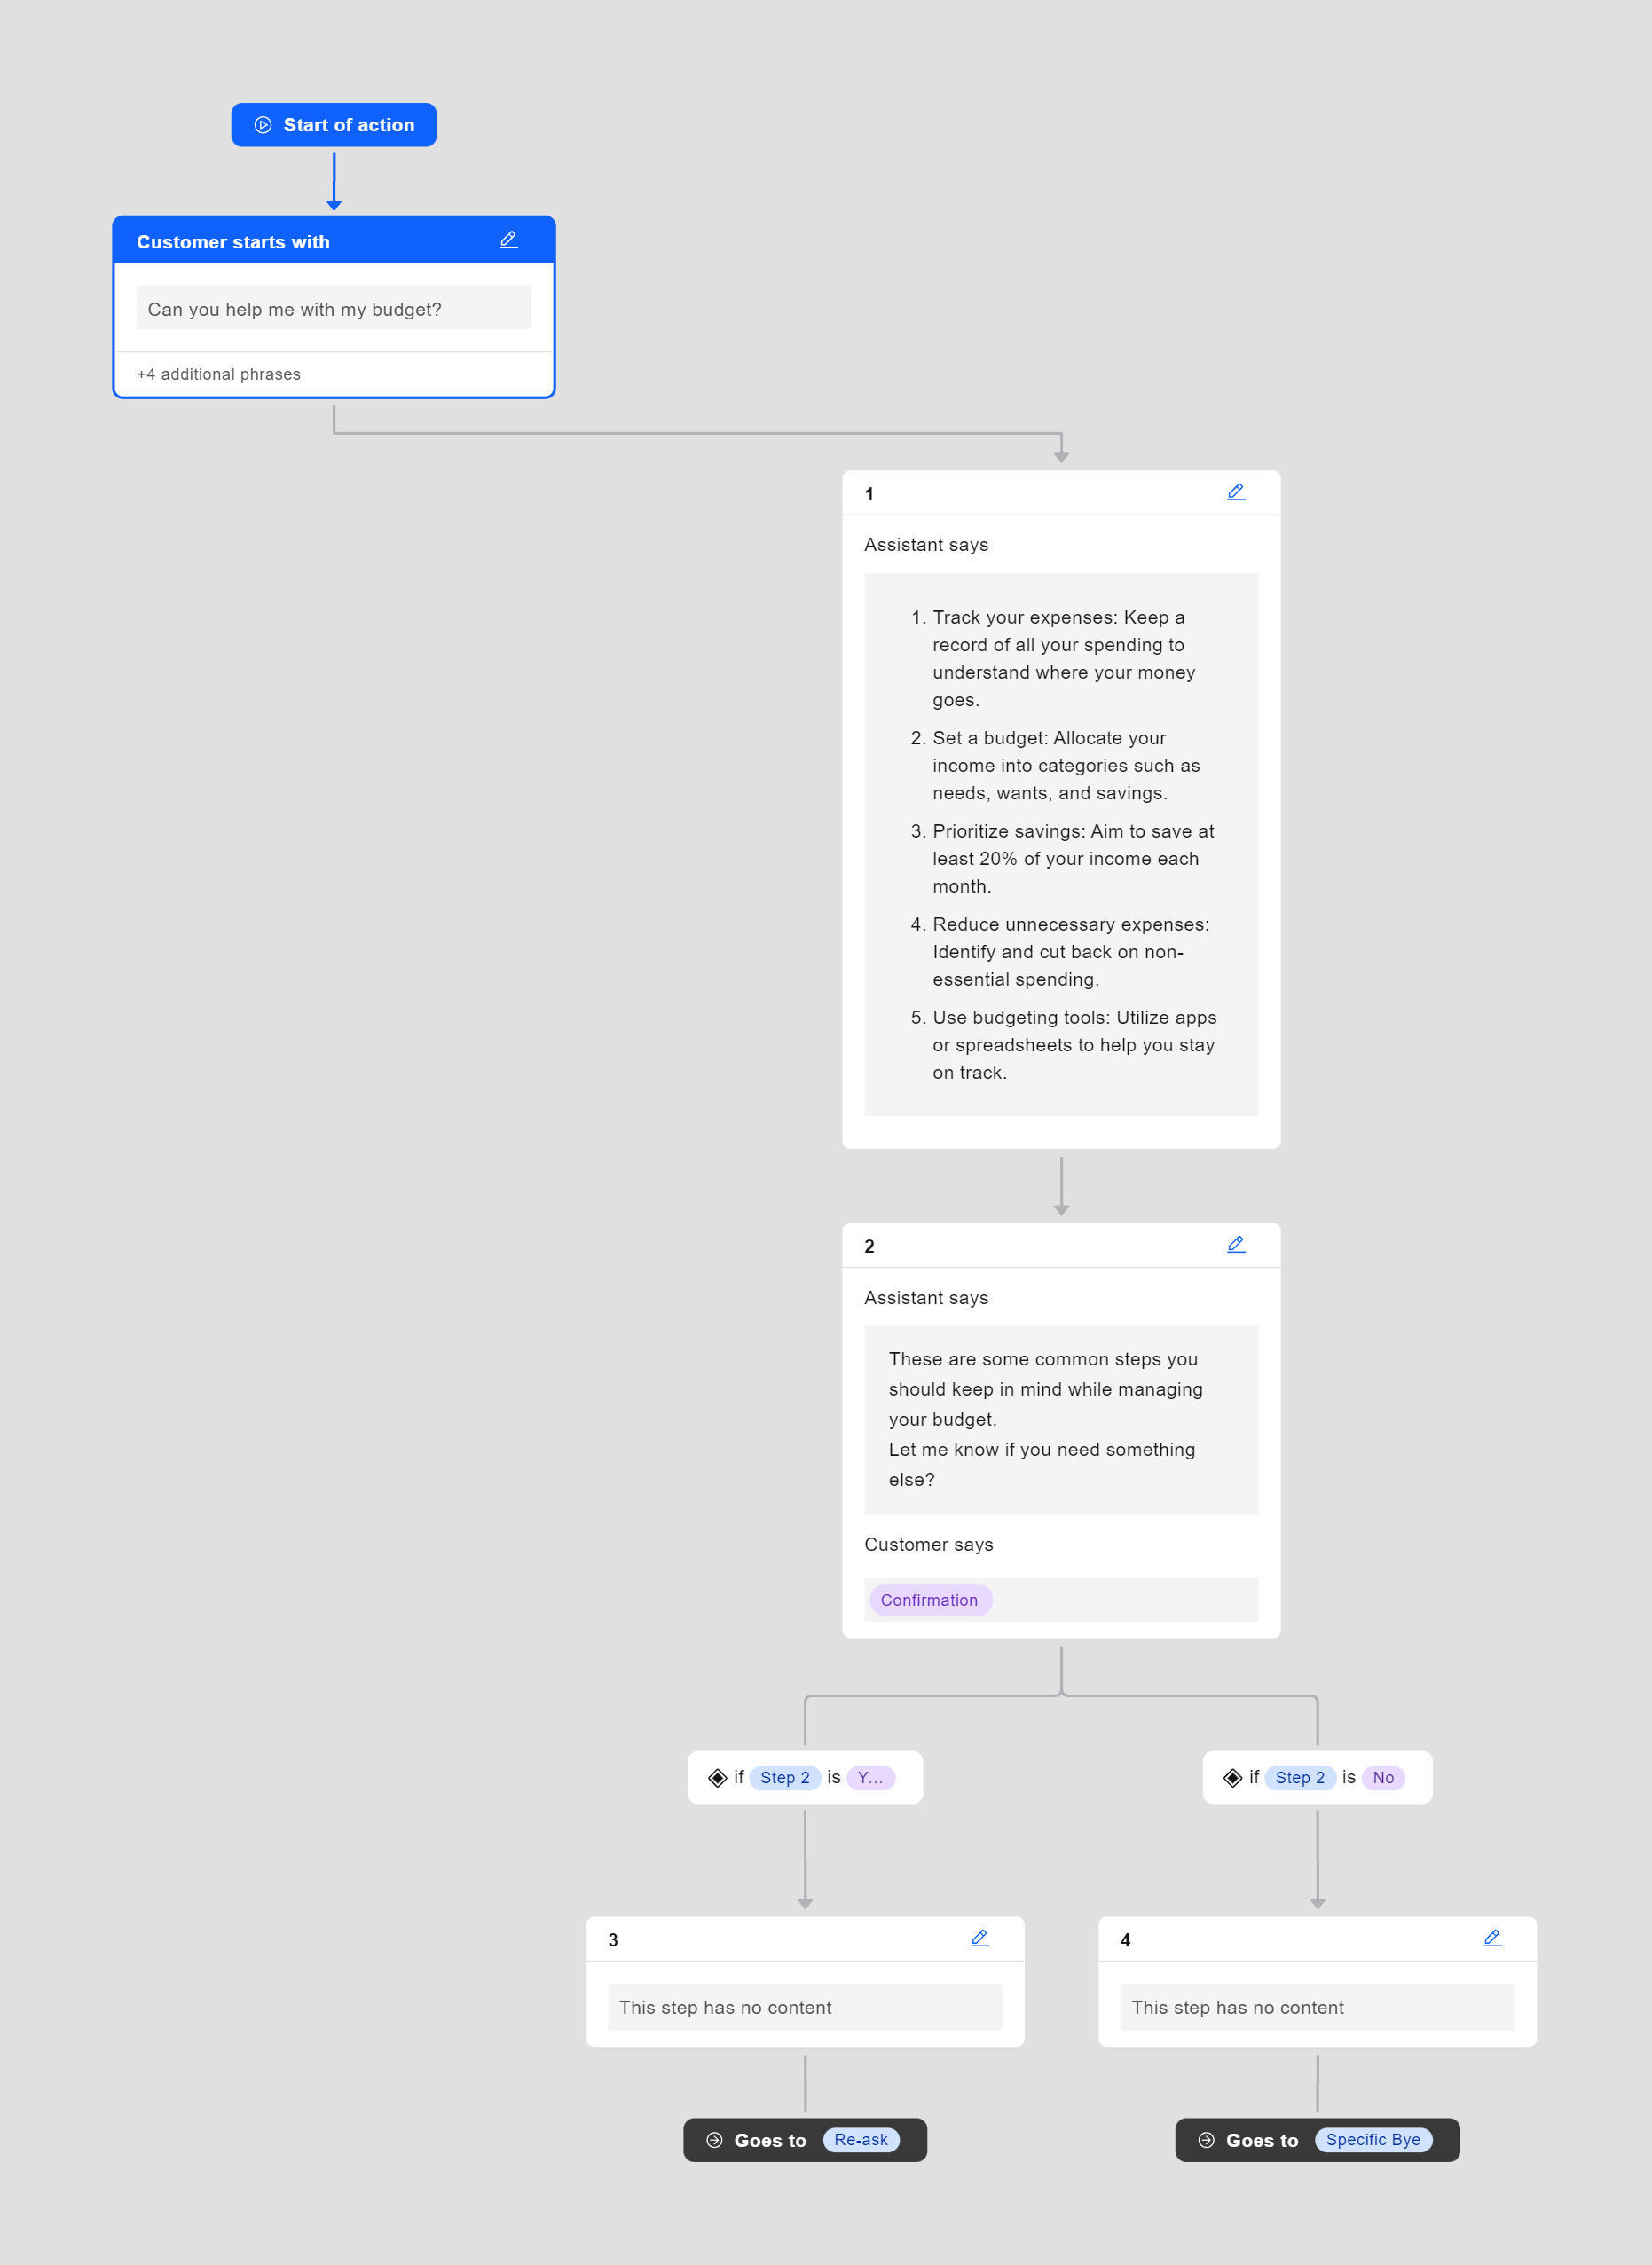 Start of action
Customer starts with
Can you help me with my budget?
+4 additional phrases
1
Assistant says
1. Track your expenses: Keep a
record of all your spending to
understand where your money
goes.
2. Set a budget: Allocate your
income into categories such as
needs, wants, and savings.
3. Prioritize savings: Aim to save at
least 20% of your income each
month.
4. Reduce unnecessary expenses:
Identify and cut back on non-
essential spending.
5. Use budgeting tools: Utilize apps
or spreadsheets to help you stay
on track.
2
Assistant says
These are some common steps you
should keep in mind while managing
your budget.
Let me know if you need something
else?
Customer says
Confirmation
if Step 2 is Y...
if Step 2 is No
3
This step has no content
4
This step has no content
Goes to Re-ask
Goes to Specific Bye